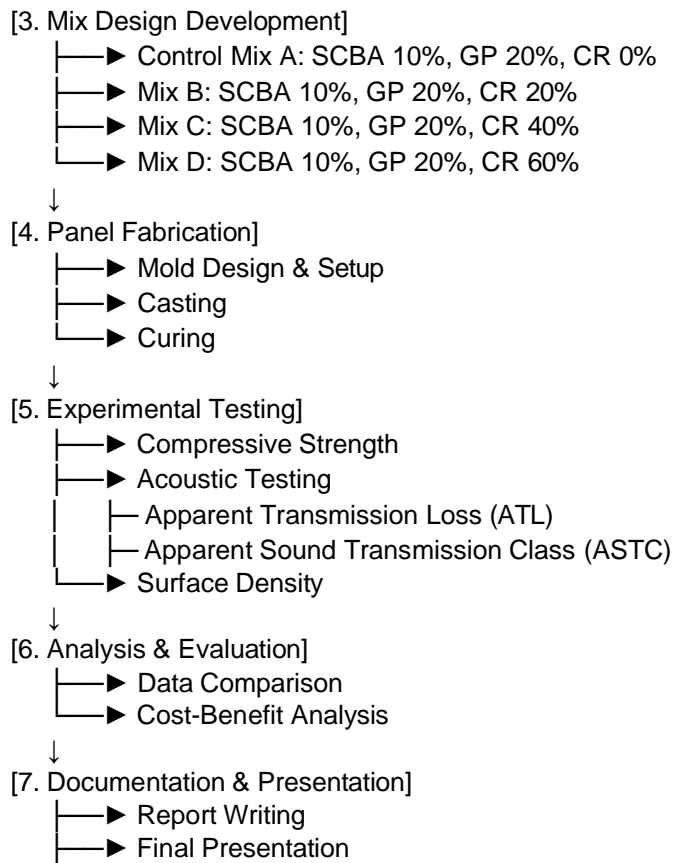 [3. Mix Design Development]
├──► Control Mix A: SCBA 10%, GP 20%, CR 0%
├──► Mix B: SCBA 10%, GP 20%, CR 20%
├──► Mix C: SCBA 10%, GP 20%, CR 40%
└──► Mix D: SCBA 10%, GP 20%, CR 60%
↓
[4. Panel Fabrication]
├──► Mold Design & Setup
├──► Casting
└──► Curing
↓
[5. Experimental Testing]
├──► Compressive Strength
├──► Acoustic Testing
│ ├─ Apparent Transmission Loss (ATL)
│ ├─ Apparent Sound Transmission Class (ASTC)
└──► Surface Density
↓
[6. Analysis & Evaluation]
├──► Data Comparison
└──► Cost-Benefit Analysis
↓
[7. Documentation & Presentation]
├──► Report Writing
├──► Final Presentation